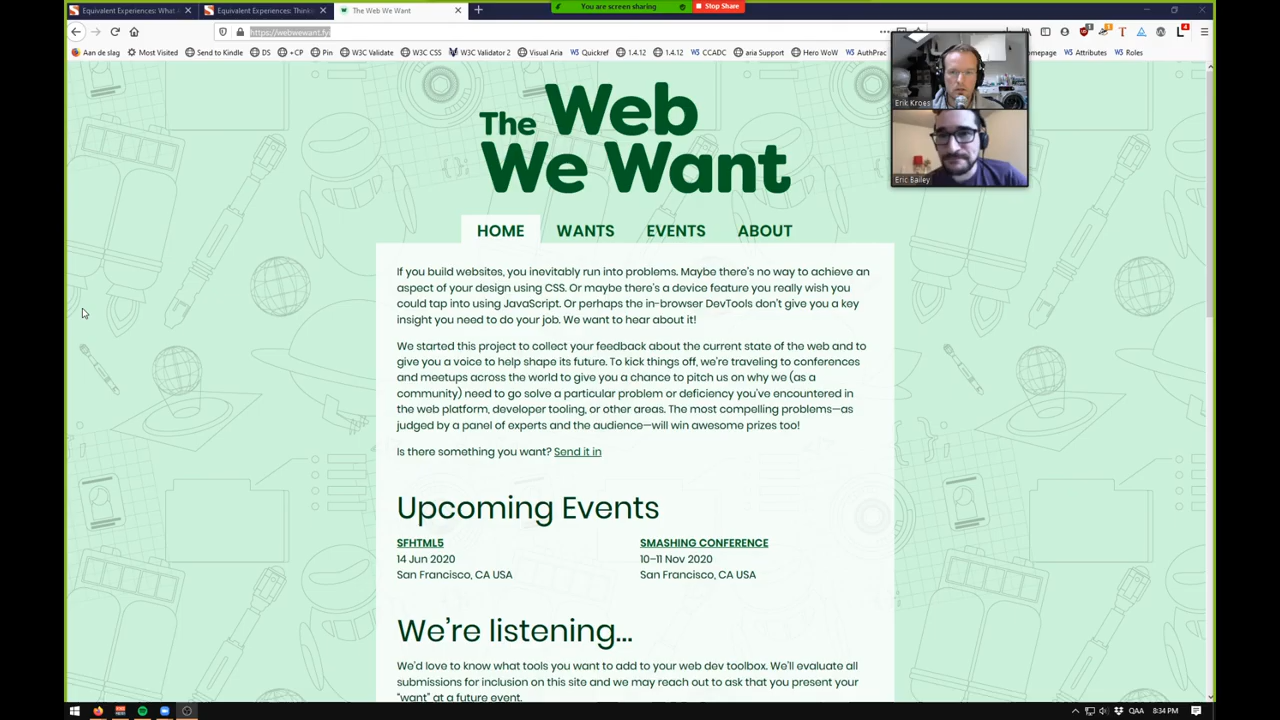 Equivalent Experiences: What A
Equivalent Experiences: Thinki
The Web We Want
You are screen sharing
Stop Share
https://webwewant.fyi
Aan de slag
Most Visited
Send to Kindle
DS
+CP
Pin
W3C Validate
W3C CSS
W3C Validator 2
Visual Aria
Quickref
1.4.12
1.4.12
CCADC
aria Support
Hero WoW
AuthPrac
omepage
Attributes
Roles
Erik Kroes
Eric Bailey
The Web
We Want
HOME WANTS EVENTS ABOUT
If you build websites, you inevitably run into problems. Maybe there's no way to achieve an
aspect of your design using CSS. Or maybe there's a device feature you really wish you
could tap into using JavaScript. Or perhaps the in-browser DevTools don't give you a key
insight you need to do your job. We want to hear about it!
We started this project to collect your feedback about the current state of the web and to
give you a voice to help shape its future. To kick things off, we're traveling to conferences
and meetups across the world to give you a chance to pitch us on why we (as a
community) need to go solve a particular problem or deficiency you've encountered in
the web platform, developer tooling, or other areas. The most compelling problems—as
judged by a panel of experts and the audience—will win awesome prizes too!
Is there something you want? Send it in
Upcoming Events
SFHTML5
14 Jun 2020
San Francisco, CA USA
SMASHING CONFERENCE
10–11 Nov 2020
San Francisco, CA USA
We're listening...
We'd love to know what tools you want to add to your web dev toolbox. We'll evaluate all
submissions for inclusion on this site and we may reach out to ask that you present your
"want" at a future event.
QAA
8:34 PM